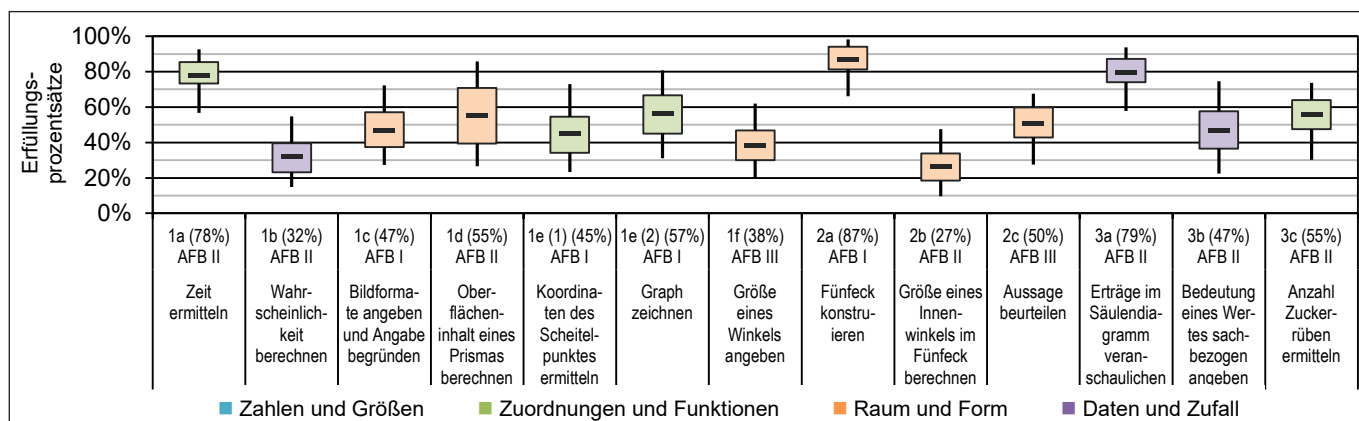 Erfüllungs-
prozentsätze
100%
80%
60%
40%
20%
0%
1a (78%)
AFB II
Zeit
ermitteln
1b (32%)
AFB II
Wahr-
scheinlich-
keit
berechnen
1c (47%)
AFB I
Bildforma-
te angeben
und Angabe
begründen
1d (55%)
AFB II
Ober-
flächen-
inhalt eines
Prismas
berechnen
1e (1) (45%)
AFB I
Koordina-
ten des
Scheitel-
punktes
ermitteln
1e (2) (57%)
AFB I
Graph
zeichnen
1f (38%)
AFB III
Größe
eines
Winkels
angeben
2a (87%)
AFB I
Fünfeck
konstru-
ieren
2b (27%)
AFB II
Größe eines
Innen-
winkels im
Fünfeck
berechnen
2c (50%)
AFB III
Aussage
beurteilen
3a (79%)
AFB II
Erträge im
Säulendia-
gramm
veran-
schaulichen
3b (47%)
AFB II
Bedeutung
eines Wer-
tes sach-
bezogen
angeben
3c (55%)
AFB II
Anzahl
Zucker-
rüben
ermitteln
Zahlen und Größen
Zuordnungen und Funktionen
Raum und Form
Daten und Zufall